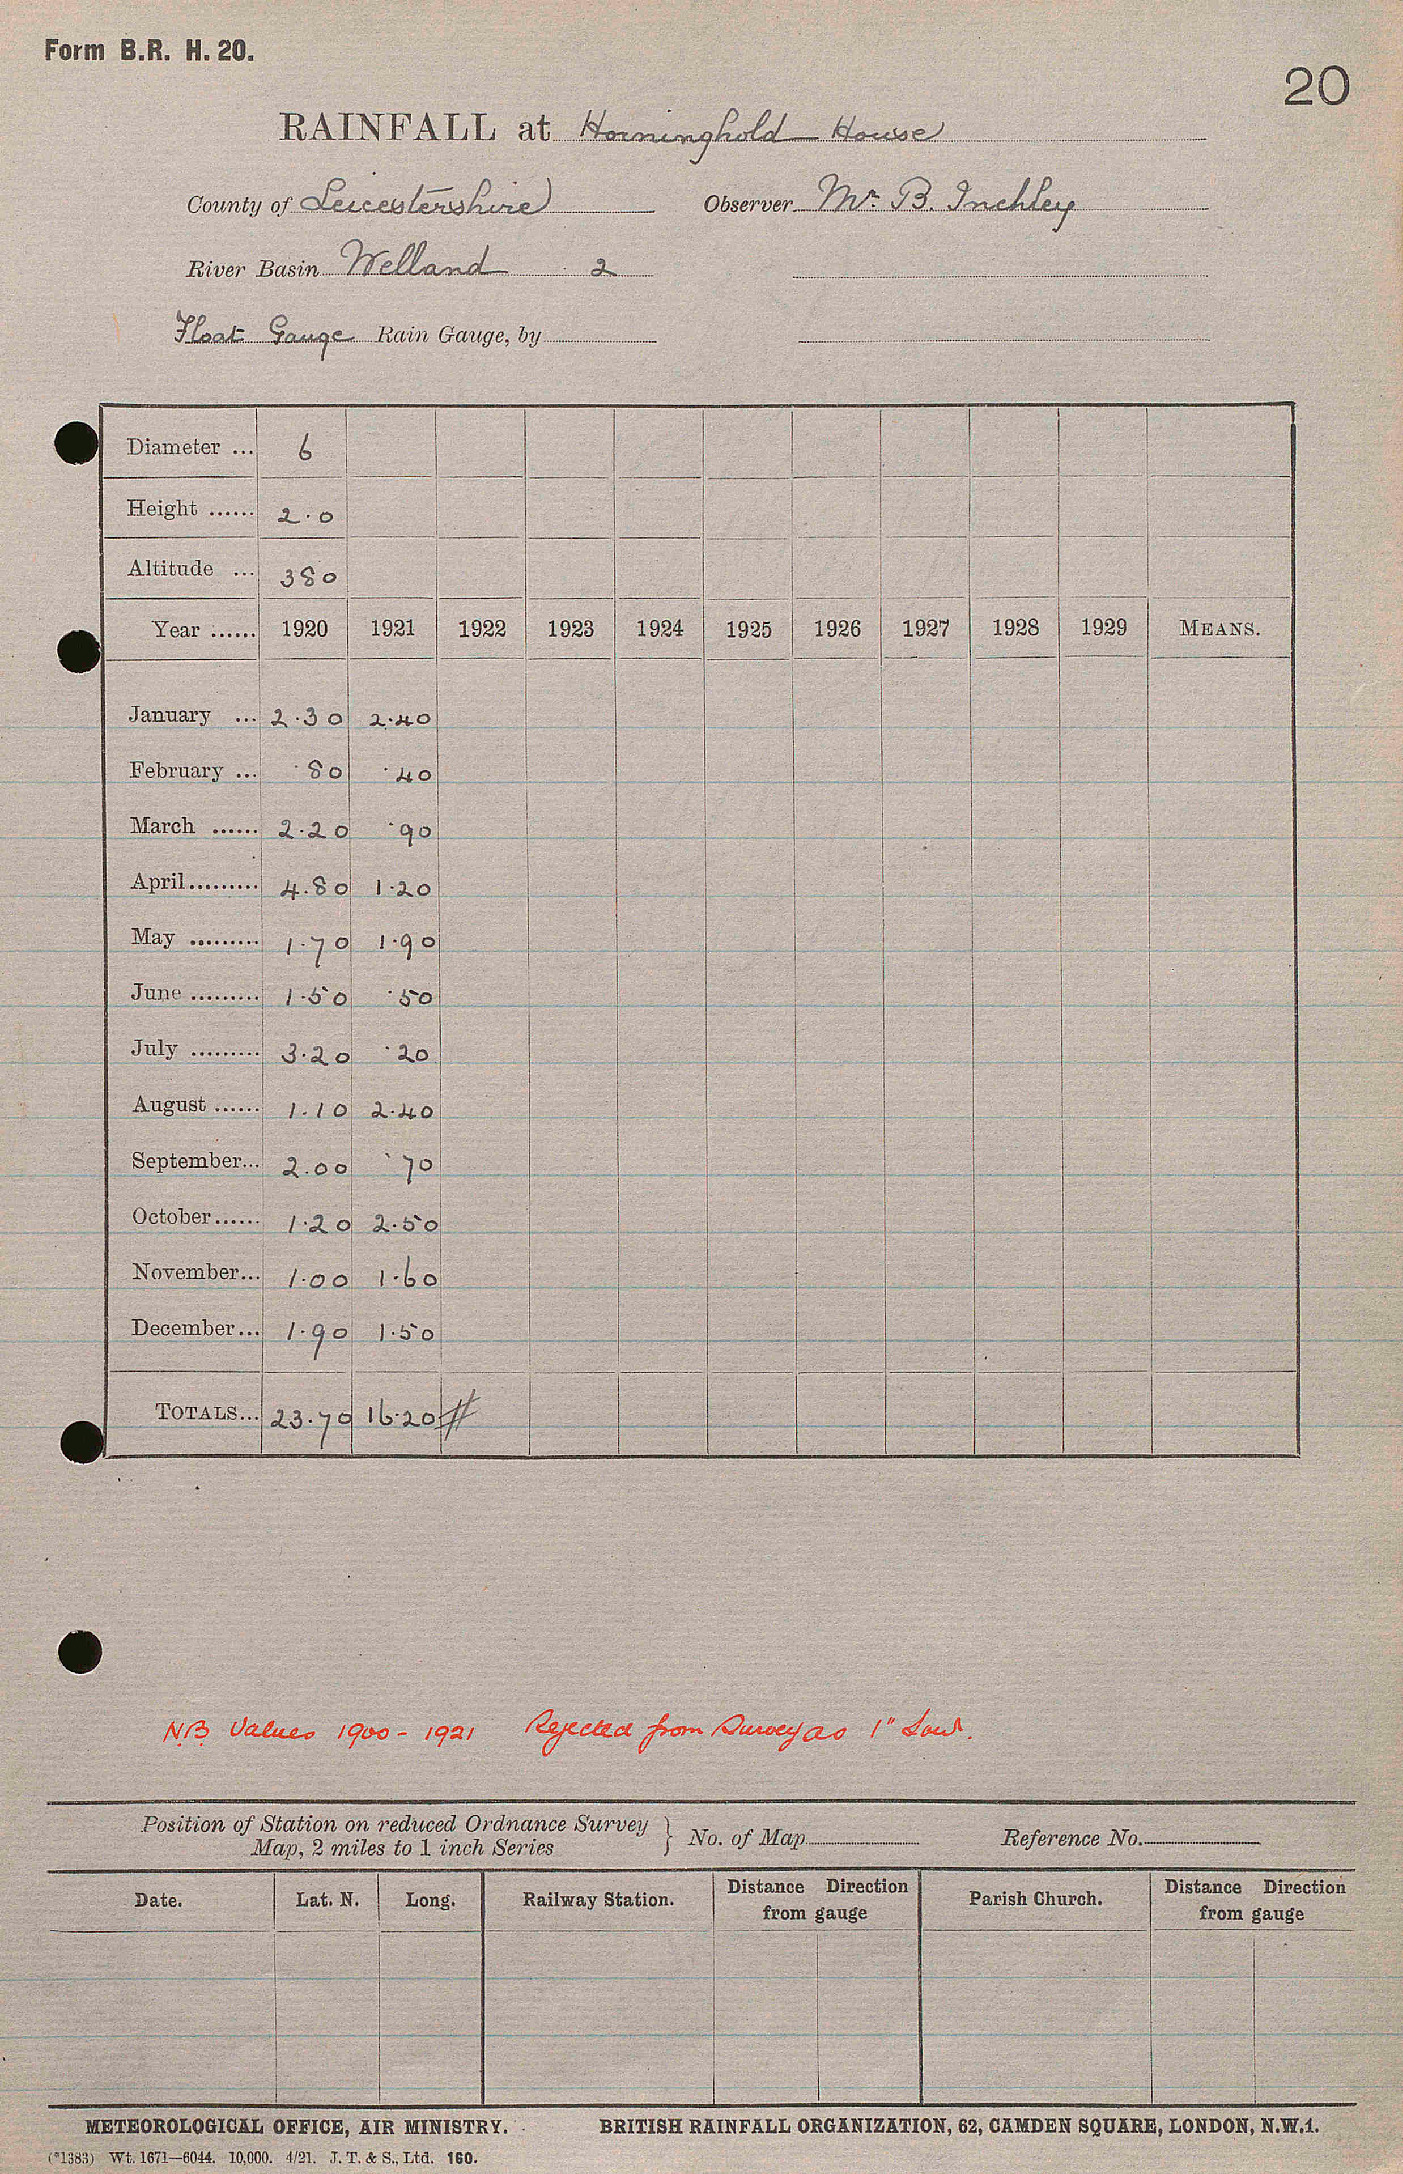 Form B.R. H. 20.
20
RAINFALL at Horninghold House
County of Leicestershire Observer Mr. B. Inchley
River Basin Welland 2
Float Gauge Rain Gauge, by
Diameter ... 6
Height ...... 2.0
Altitude ... 380
Year ...... 1920 1921 1922 1923 1924 1925 1926 1927 1928 1929 MEANS.
January ... 2.30 2.40
February ... .80 .40
March ...... 2.20 .90
April......... 4.80 1.20
May ......... 1.70 1.90
June ......... 1.50 .50
July ......... 3.20 .20
August ...... 1.10 2.40
September... 2.00 .70
October...... 1.20 2.50
November... 1.00 1.60
December... 1.90 1.50
TOTALS... 23.70 16.20 #
N.B. Values 1900 - 1921 Rejected from Survey as 1" Low.
Position of Station on reduced Ordnance Survey
Map, 2 miles to 1 inch Series } No. of Map Reference No.
Date. Lat. N. Long. Railway Station. Distance Direction from gauge Parish Church. Distance Direction from gauge
METEOROLOGICAL OFFICE, AIR MINISTRY. BRITISH RAINFALL ORGANIZATION, 62, CAMDEN SQUARE, LONDON, N.W.1.
(*1383) Wt. 1671—6044. 10,000. 4/21. J. T. & S., Ltd. 160.